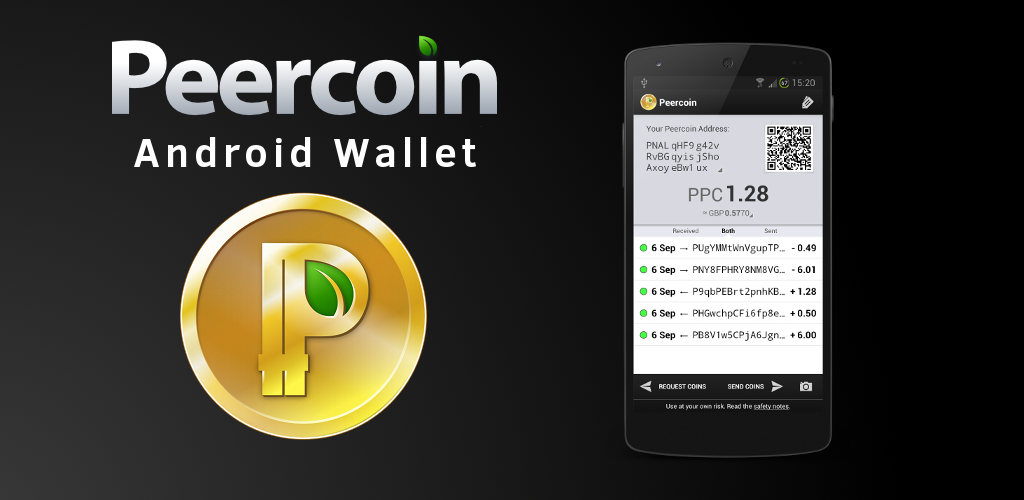 Peercoin
Android Wallet
15:20
Peercoin
Your Peercoin Address:
PNAL qHF9 g42v
RvBG qyis jSho
Axoy eBw1 ux
PPC 1.28
≈ GBP 0.5770
Received Both Sent
6 Sep → PUgYMMtWnVgupTP... - 0.49
6 Sep → PNY8FPHRY8NM8VG... - 6.01
6 Sep ← P9qbPEBrt2pnhKB... + 1.28
6 Sep ← PHGwchpCFi6fp8e... + 0.50
6 Sep ← PB8V1w5CPjA6Jgn... + 6.00
REQUEST COINS SEND COINS
Use at your own risk. Read the safety notes.